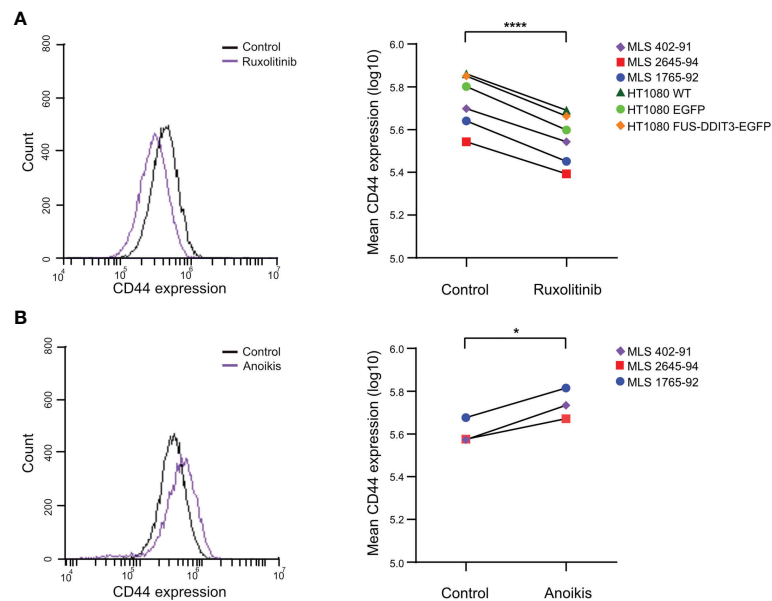 A
Control
Ruxolitinib
800
600
400
200
0
Count
10^4
10^5
10^6
10^7
CD44 expression
****
6.0
5.8
5.6
5.4
5.2
5.0
Mean CD44 expression (log10)
Control
Ruxolitinib
MLS 402-91
MLS 2645-94
MLS 1765-92
HT1080 WT
HT1080 EGFP
HT1080 FUS-DDIT3-EGFP
B
Control
Anoikis
800
600
400
200
0
Count
10^4
10^5
10^6
10^7
CD44 expression
*
6.0
5.8
5.6
5.4
5.2
5.0
Mean CD44 expression (log10)
Control
Anoikis
MLS 402-91
MLS 2645-94
MLS 1765-92